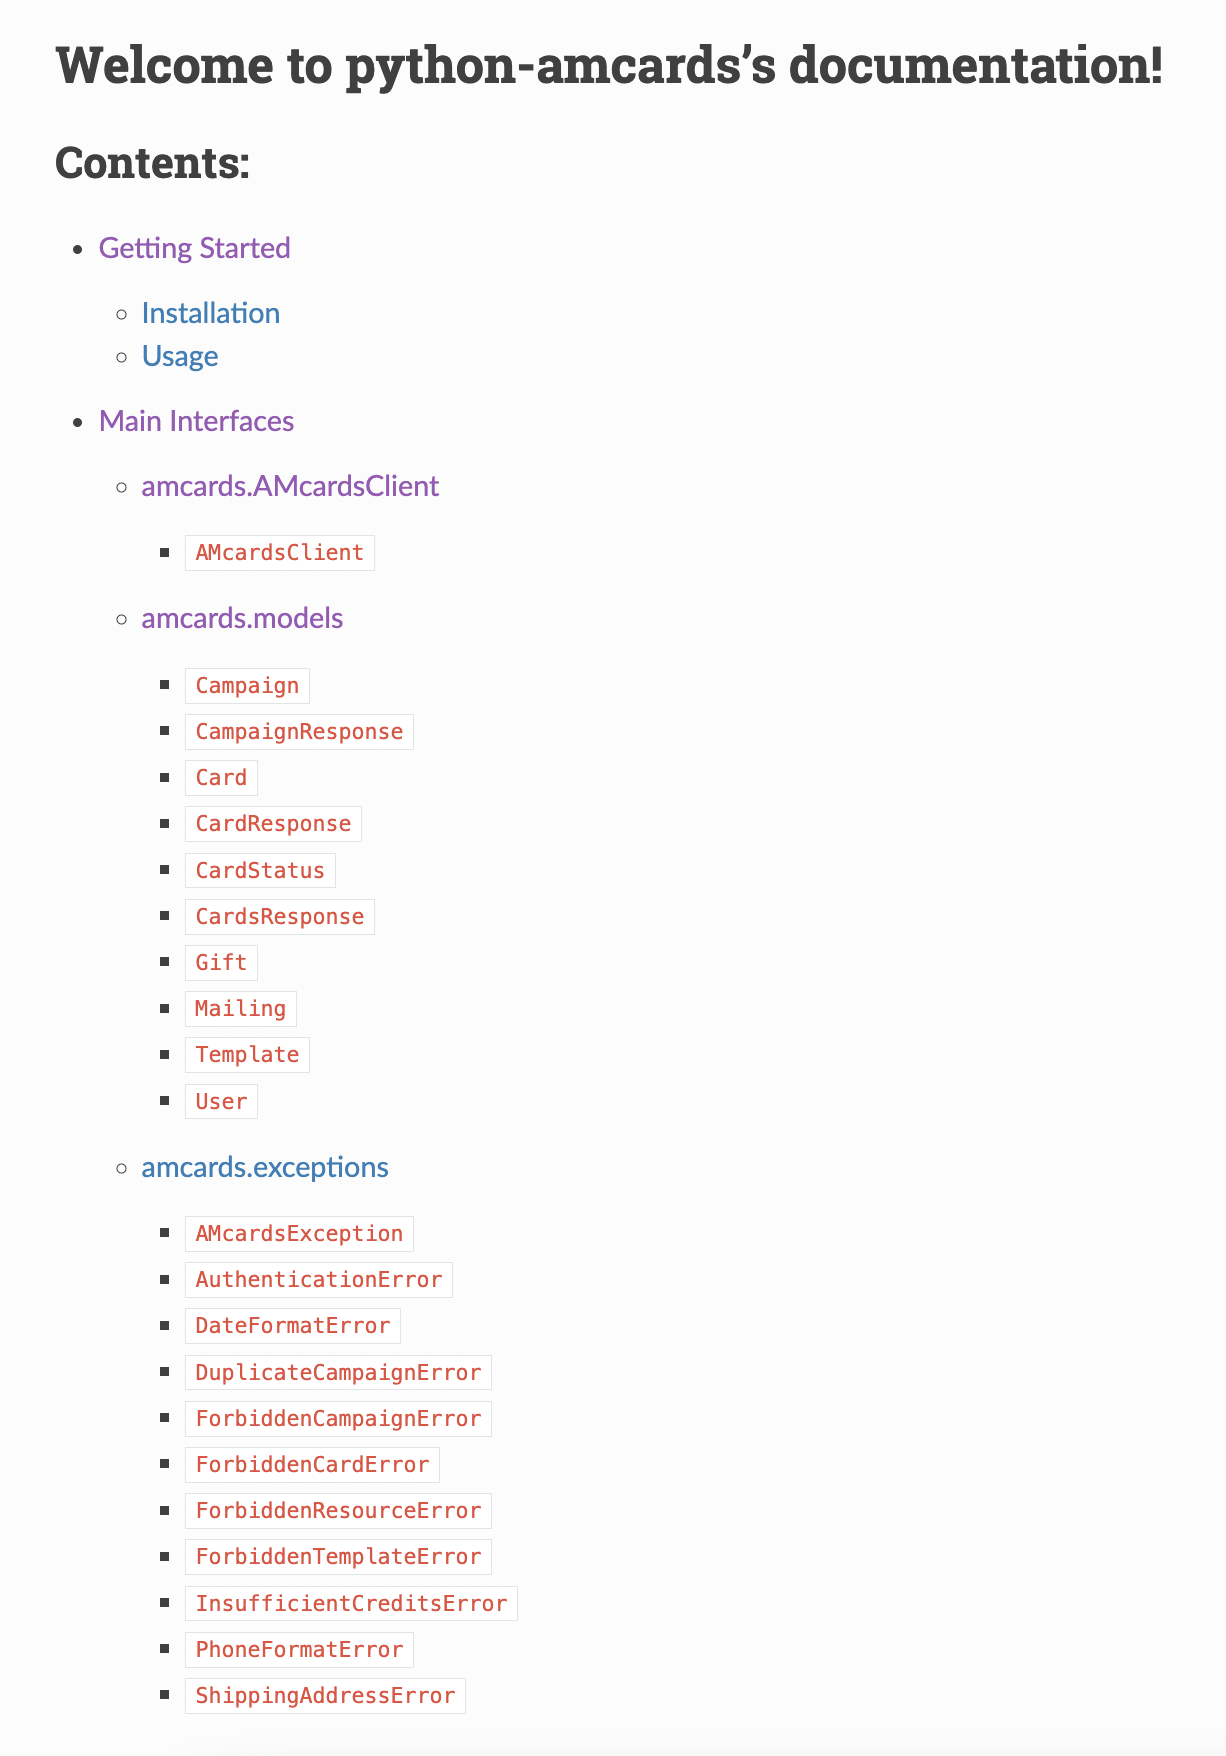 Welcome to python-amcards’s documentation!
Contents:
Getting Started
Installation
Usage
Main Interfaces
amcards.AMcardsClient
AMcardsClient
amcards.models
Campaign
CampaignResponse
Card
CardResponse
CardStatus
CardsResponse
Gift
Mailing
Template
User
amcards.exceptions
AMcardsException
AuthenticationError
DateFormatError
DuplicateCampaignError
ForbiddenCampaignError
ForbiddenCardError
ForbiddenResourceError
ForbiddenTemplateError
InsufficientCreditsError
PhoneFormatError
ShippingAddressError